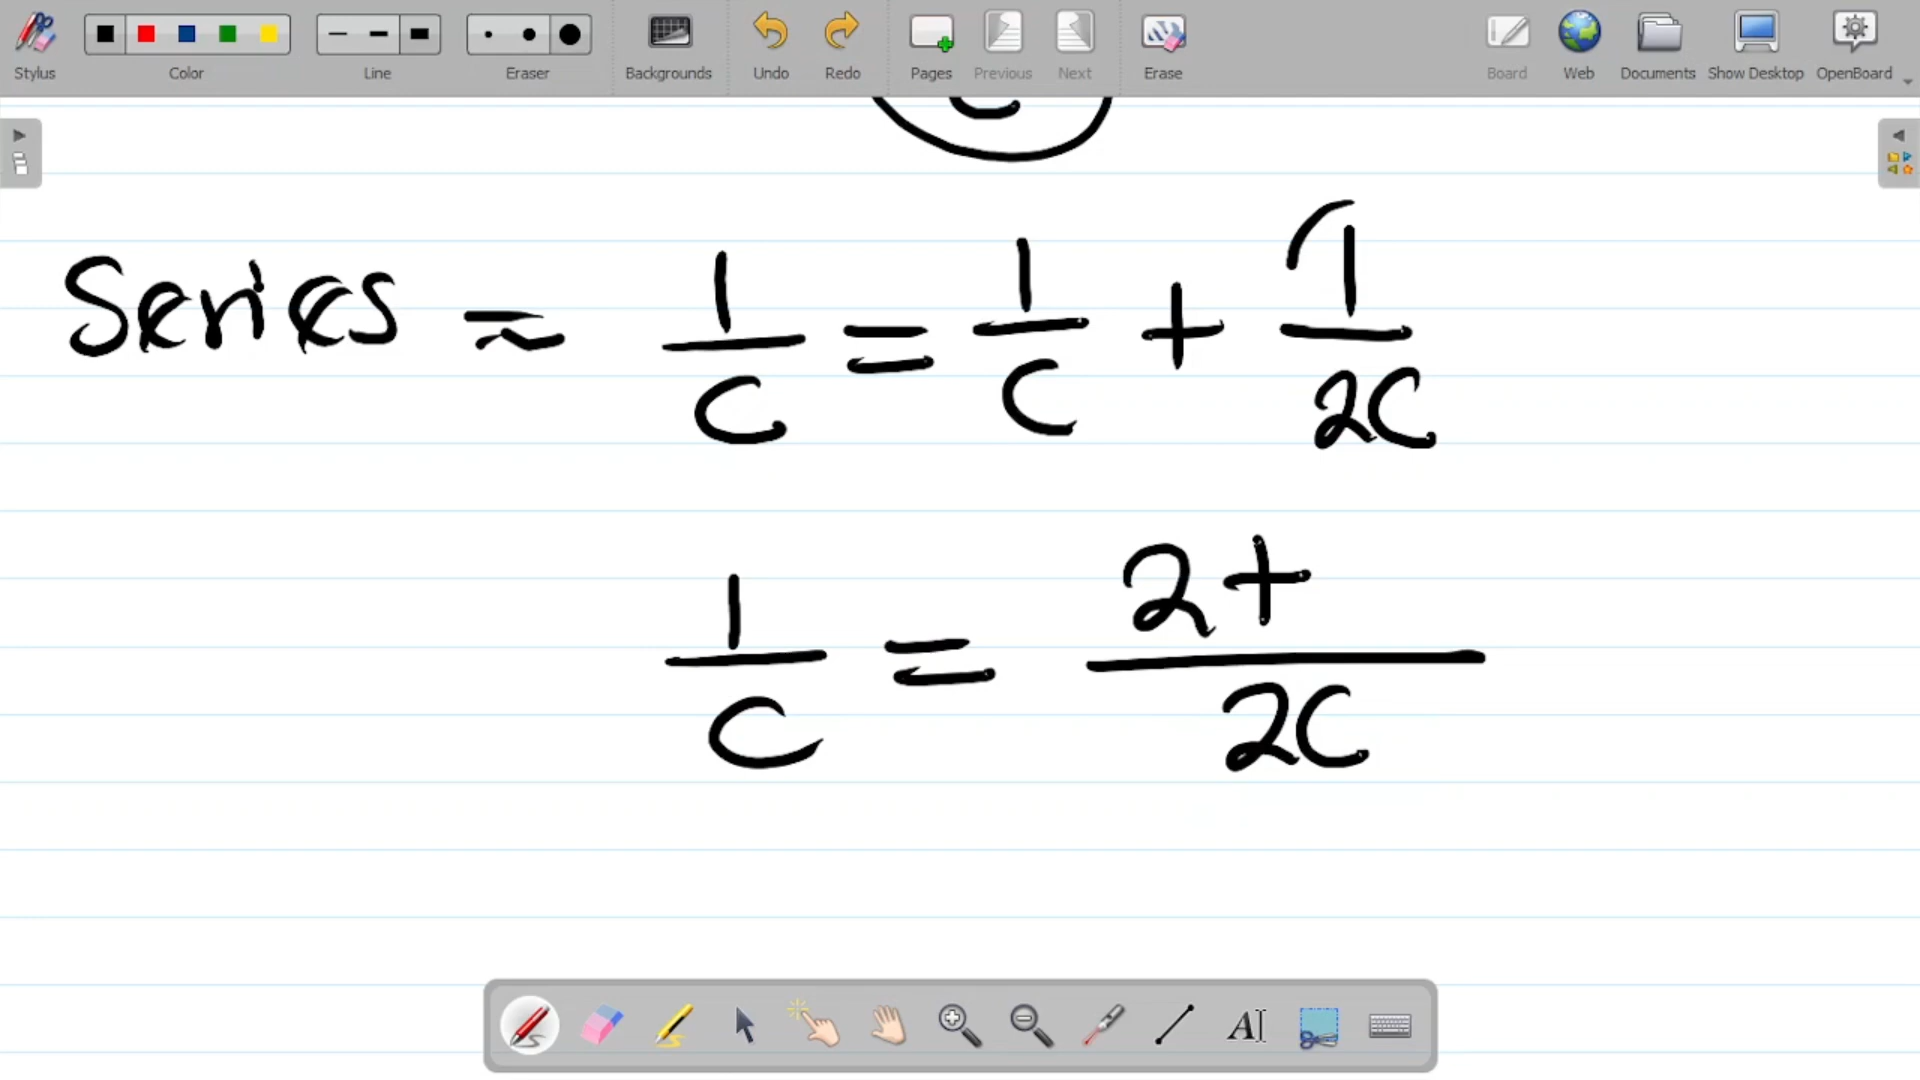 Stylus Color Line Eraser Backgrounds Undo Redo Pages Previous Next Erase Board Web Documents Show Desktop OpenBoard
C
Series = 1/C = 1/C + 1/2C
1/C = 2+/2C